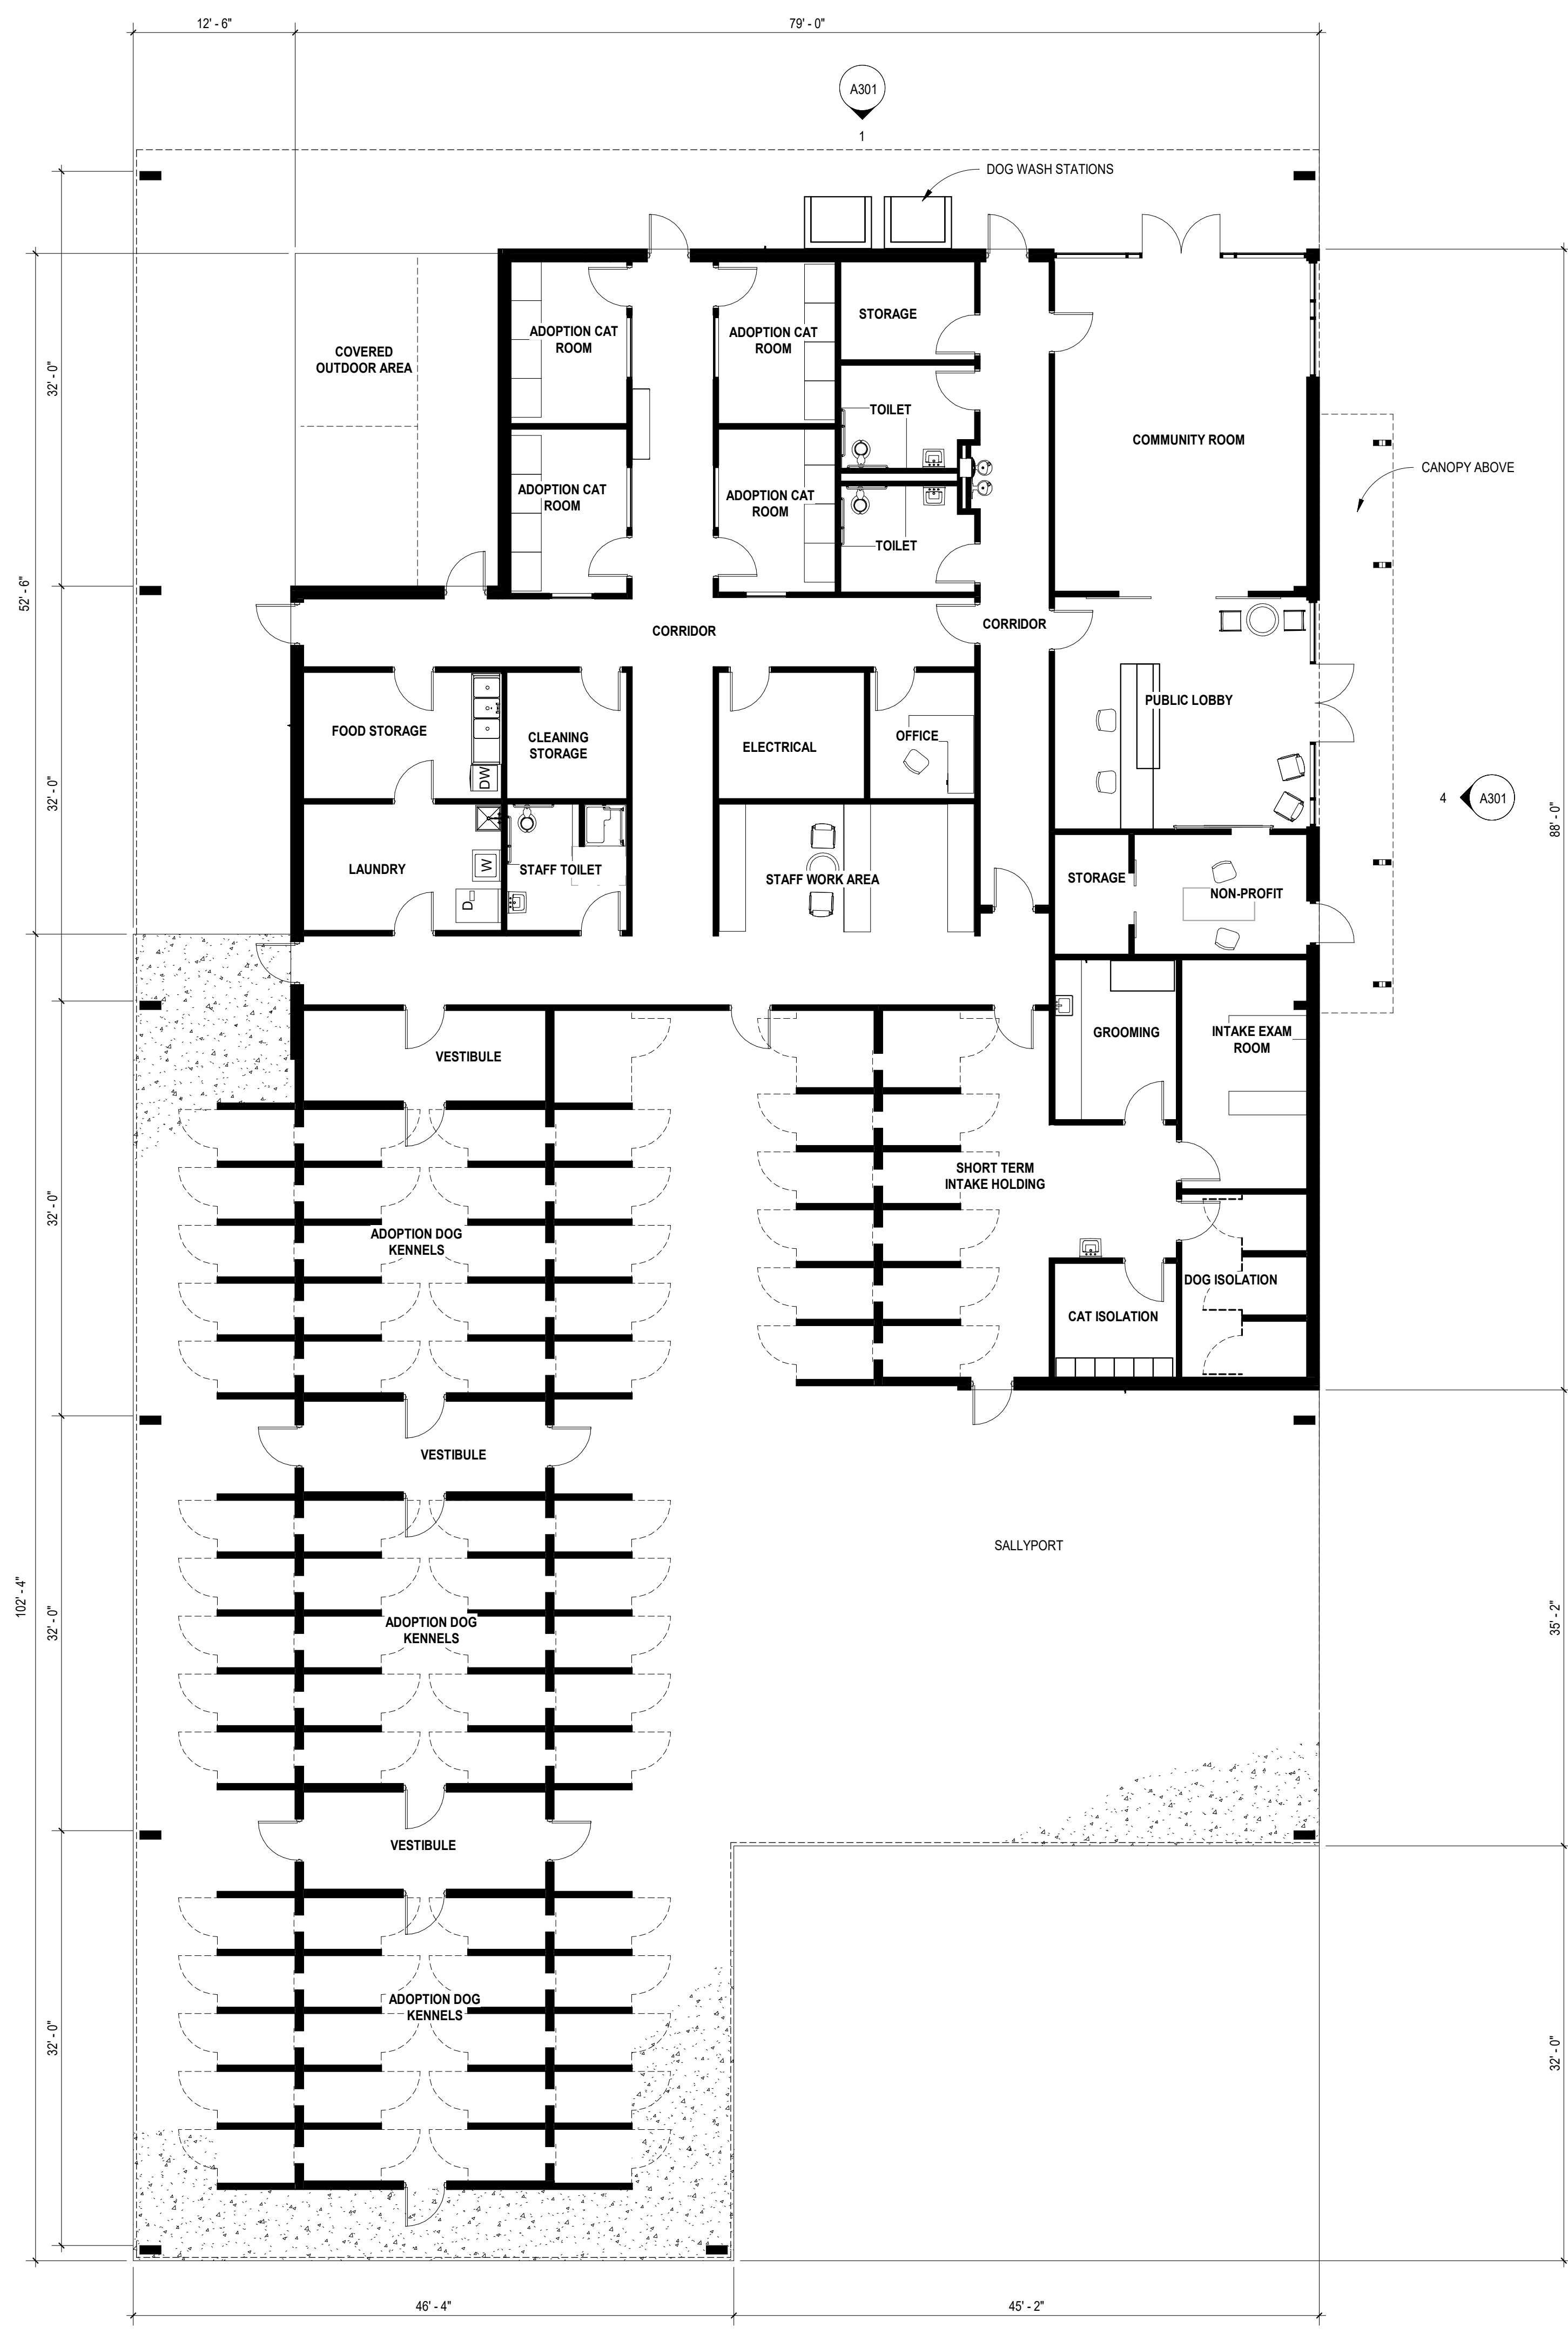 12' - 6"
79' - 0"
A301
1
DOG WASH STATIONS
STORAGE
ADOPTION CAT
ROOM
ADOPTION CAT
ROOM
COVERED
OUTDOOR AREA
32' - 0"
TOILET
COMMUNITY ROOM
CANOPY ABOVE
ADOPTION CAT
ROOM
ADOPTION CAT
ROOM
TOILET
52' - 6"
CORRIDOR
CORRIDOR
PUBLIC LOBBY
FOOD STORAGE
CLEANING
STORAGE
ELECTRICAL
OFFICE
DW
32' - 0"
4
A301
88' - 0"
LAUNDRY
W
D
STAFF TOILET
STAFF WORK AREA
STORAGE
NON-PROFIT
GROOMING
INTAKE EXAM
ROOM
VESTIBULE
SHORT TERM
INTAKE HOLDING
32' - 0"
ADOPTION DOG
KENNELS
DOG ISOLATION
CAT ISOLATION
VESTIBULE
SALLYPORT
102' - 4"
32' - 0"
ADOPTION DOG
KENNELS
35' - 2"
VESTIBULE
ADOPTION DOG
KENNELS
32' - 0"
32' - 0"
46' - 4"
45' - 2"